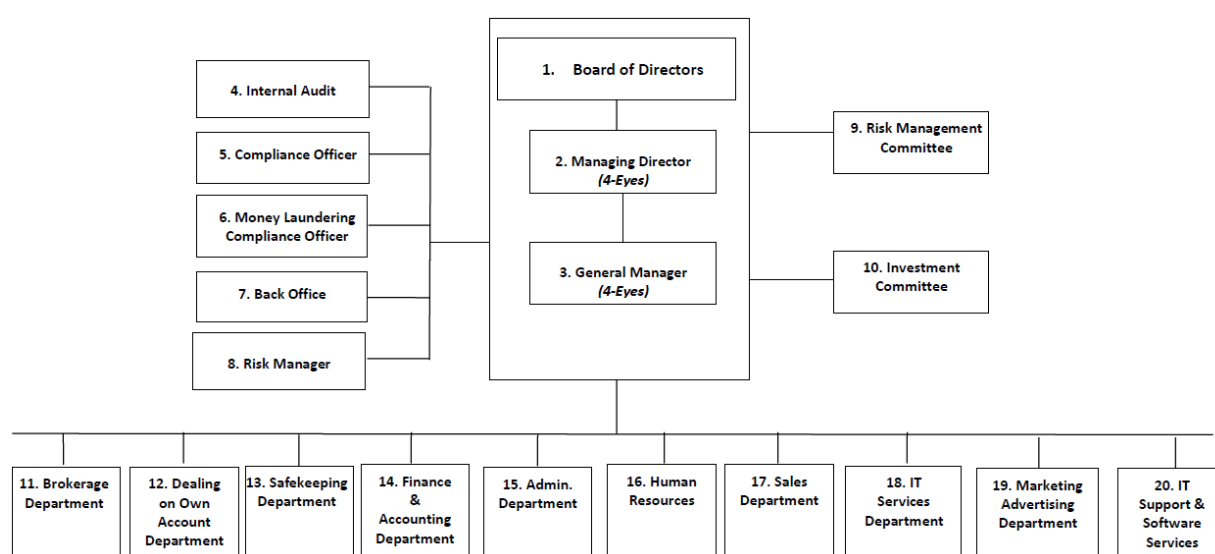 1. Board of Directors
2. Managing Director
(4-Eyes)
3. General Manager
(4-Eyes)
4. Internal Audit
5. Compliance Officer
6. Money Laundering
Compliance Officer
7. Back Office
8. Risk Manager
9. Risk Management
Committee
10. Investment
Committee
11. Brokerage
Department
12. Dealing
on Own
Account
Department
13. Safekeeping
Department
14. Finance
&
Accounting
Department
15. Admin.
Department
16. Human
Resources
17. Sales
Department
18. IT
Services
Department
19. Marketing
Advertising
Department
20. IT
Support &
Software
Services